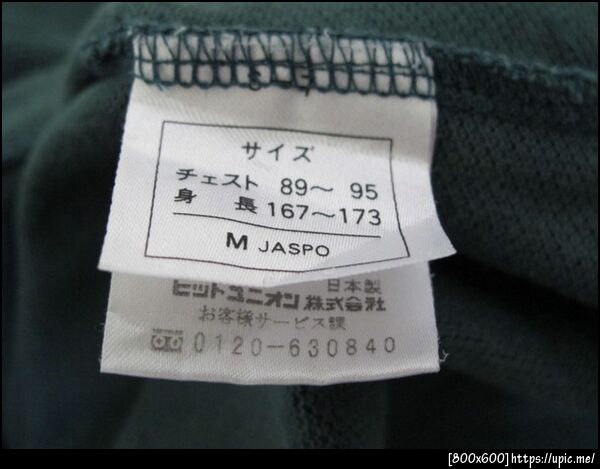 サイズ
チェスト 89〜 95
身 長 167〜173
M JASPO
日本製
ヒットユニオン株式会社
お客様サービス課
0120-630840
[800x600]https://upic.me/